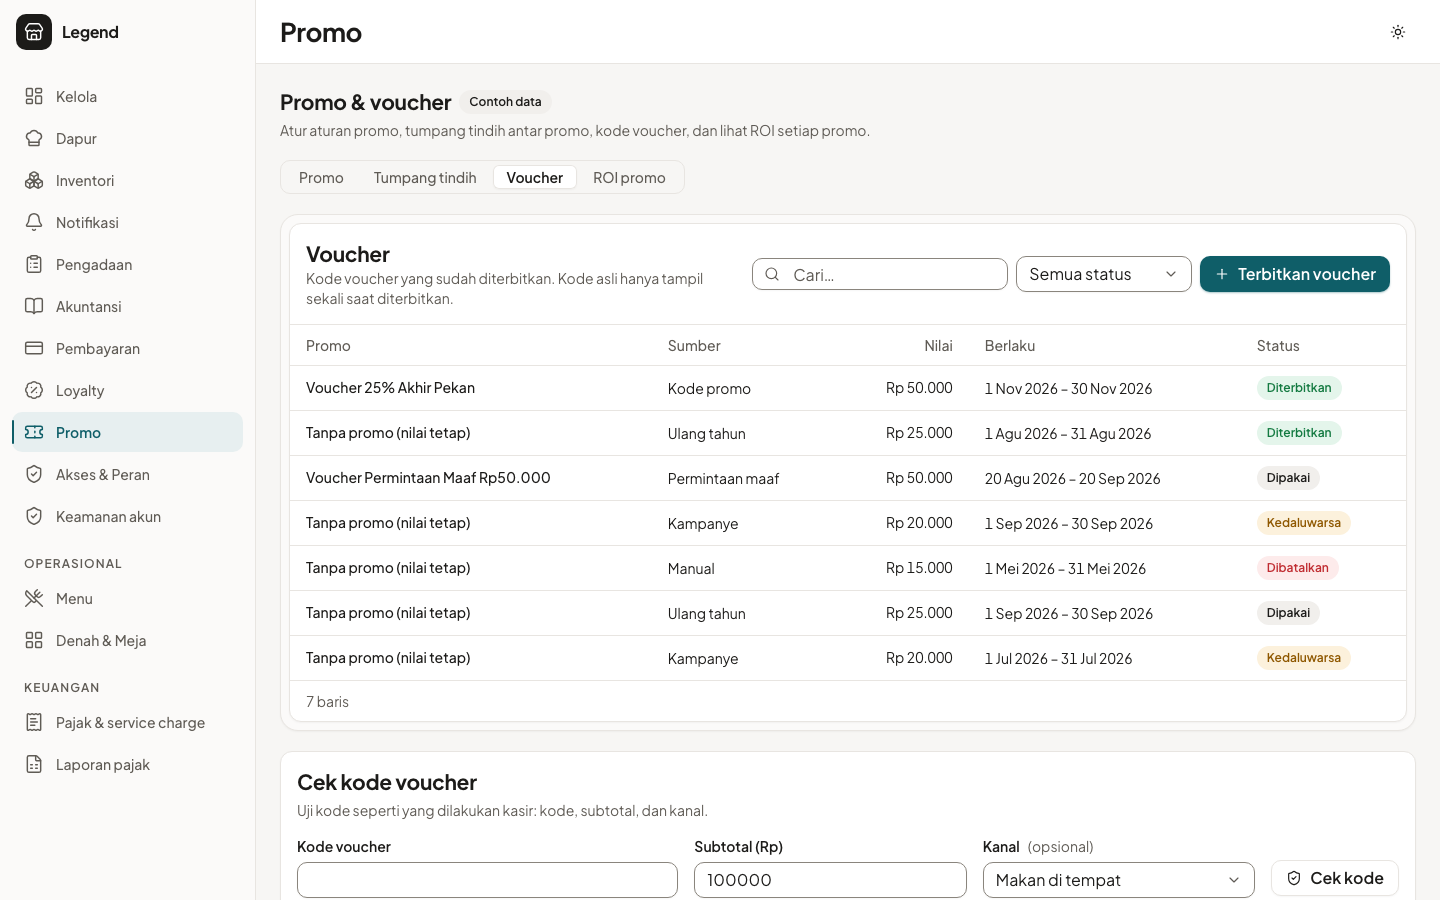 Legend
Kelola
Dapur
Inventori
Notifikasi
Pengadaan
Akuntansi
Pembayaran
Loyalty
Promo
Akses & Peran
Keamanan akun
OPERASIONAL
Menu
Denah & Meja
KEUANGAN
Pajak & service charge
Laporan pajak
Promo
Promo & voucher Contoh data
Atur aturan promo, tumpang tindih antar promo, kode voucher, dan lihat ROI setiap promo.
Promo Tumpang tindih Voucher ROI promo
Voucher
Kode voucher yang sudah diterbitkan. Kode asli hanya tampil
sekali saat diterbitkan.
Cari... Semua status Terbitkan voucher
Promo Sumber Nilai Berlaku Status
Voucher 25% Akhir Pekan Kode promo Rp 50.000 1 Nov 2026 – 30 Nov 2026 Diterbitkan
Tanpa promo (nilai tetap) Ulang tahun Rp 25.000 1 Agu 2026 – 31 Agu 2026 Diterbitkan
Voucher Permintaan Maaf Rp50.000 Permintaan maaf Rp 50.000 20 Agu 2026 – 20 Sep 2026 Dipakai
Tanpa promo (nilai tetap) Kampanye Rp 20.000 1 Sep 2026 – 30 Sep 2026 Kedaluwarsa
Tanpa promo (nilai tetap) Manual Rp 15.000 1 Mei 2026 – 31 Mei 2026 Dibatalkan
Tanpa promo (nilai tetap) Ulang tahun Rp 25.000 1 Sep 2026 – 30 Sep 2026 Dipakai
Tanpa promo (nilai tetap) Kampanye Rp 20.000 1 Jul 2026 – 31 Jul 2026 Kedaluwarsa
7 baris
Cek kode voucher
Uji kode seperti yang dilakukan kasir: kode, subtotal, dan kanal.
Kode voucher Subtotal (Rp) Kanal (opsional)
100000 Makan di tempat Cek kode